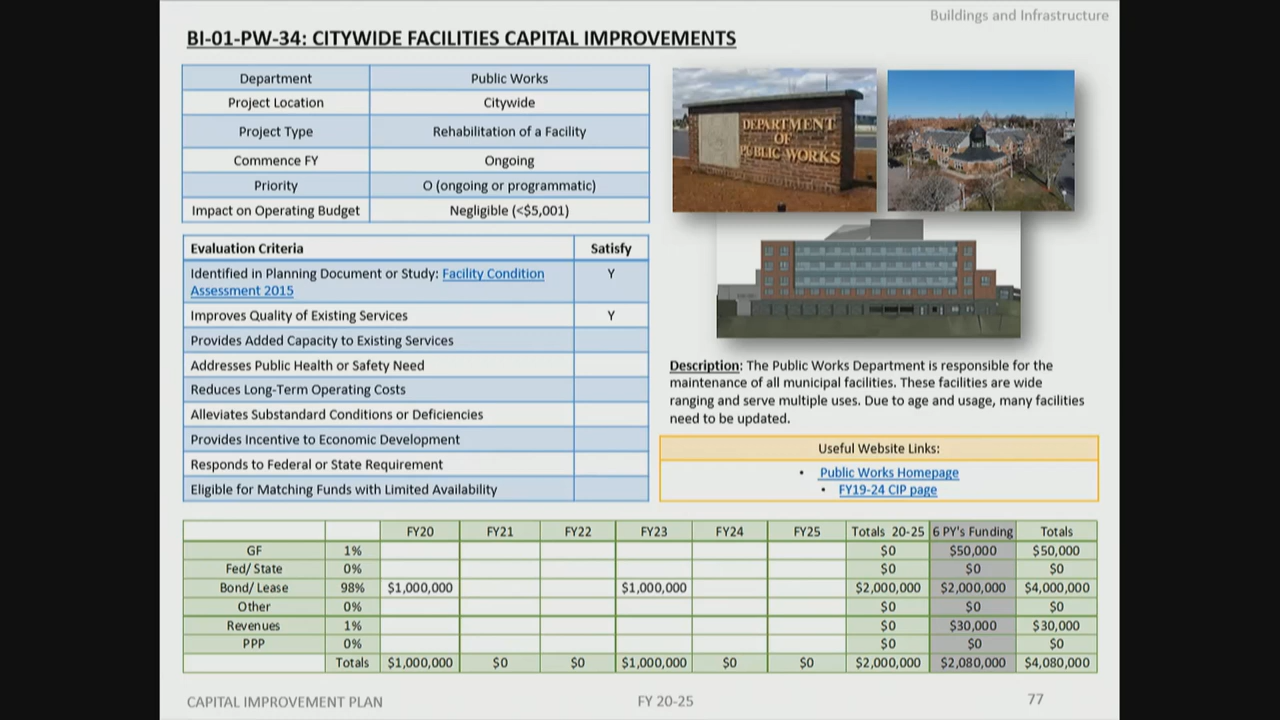 Buildings and Infrastructure
BI-01-PW-34: CITYWIDE FACILITIES CAPITAL IMPROVEMENTS
Department Public Works
Project Location Citywide
Project Type Rehabilitation of a Facility
Commence FY Ongoing
Priority O (ongoing or programmatic)
Impact on Operating Budget Negligible (<$5,001)
Evaluation Criteria Satisfy
Identified in Planning Document or Study: Facility Condition Y
Assessment 2015
Improves Quality of Existing Services Y
Provides Added Capacity to Existing Services
Addresses Public Health or Safety Need
Reduces Long-Term Operating Costs
Alleviates Substandard Conditions or Deficiencies
Provides Incentive to Economic Development
Responds to Federal or State Requirement
Eligible for Matching Funds with Limited Availability
DEPARTMENT
OF
PUBLIC WORKS
Description: The Public Works Department is responsible for the
maintenance of all municipal facilities. These facilities are wide
ranging and serve multiple uses. Due to age and usage, many facilities
need to be updated.
Useful Website Links:
• Public Works Homepage
• FY19-24 CIP page
FY20 FY21 FY22 FY23 FY24 FY25 Totals 20-25 6 PY's Funding Totals
GF 1% $0 $50,000 $50,000
Fed/ State 0% $0 $0 $0
Bond/ Lease 98% $1,000,000 $1,000,000 $2,000,000 $2,000,000 $4,000,000
Other 0% $0 $0 $0
Revenues 1% $0 $30,000 $30,000
PPP 0% $0 $0 $0
Totals $1,000,000 $0 $0 $1,000,000 $0 $0 $2,000,000 $2,080,000 $4,080,000
CAPITAL IMPROVEMENT PLAN FY 20-25 77